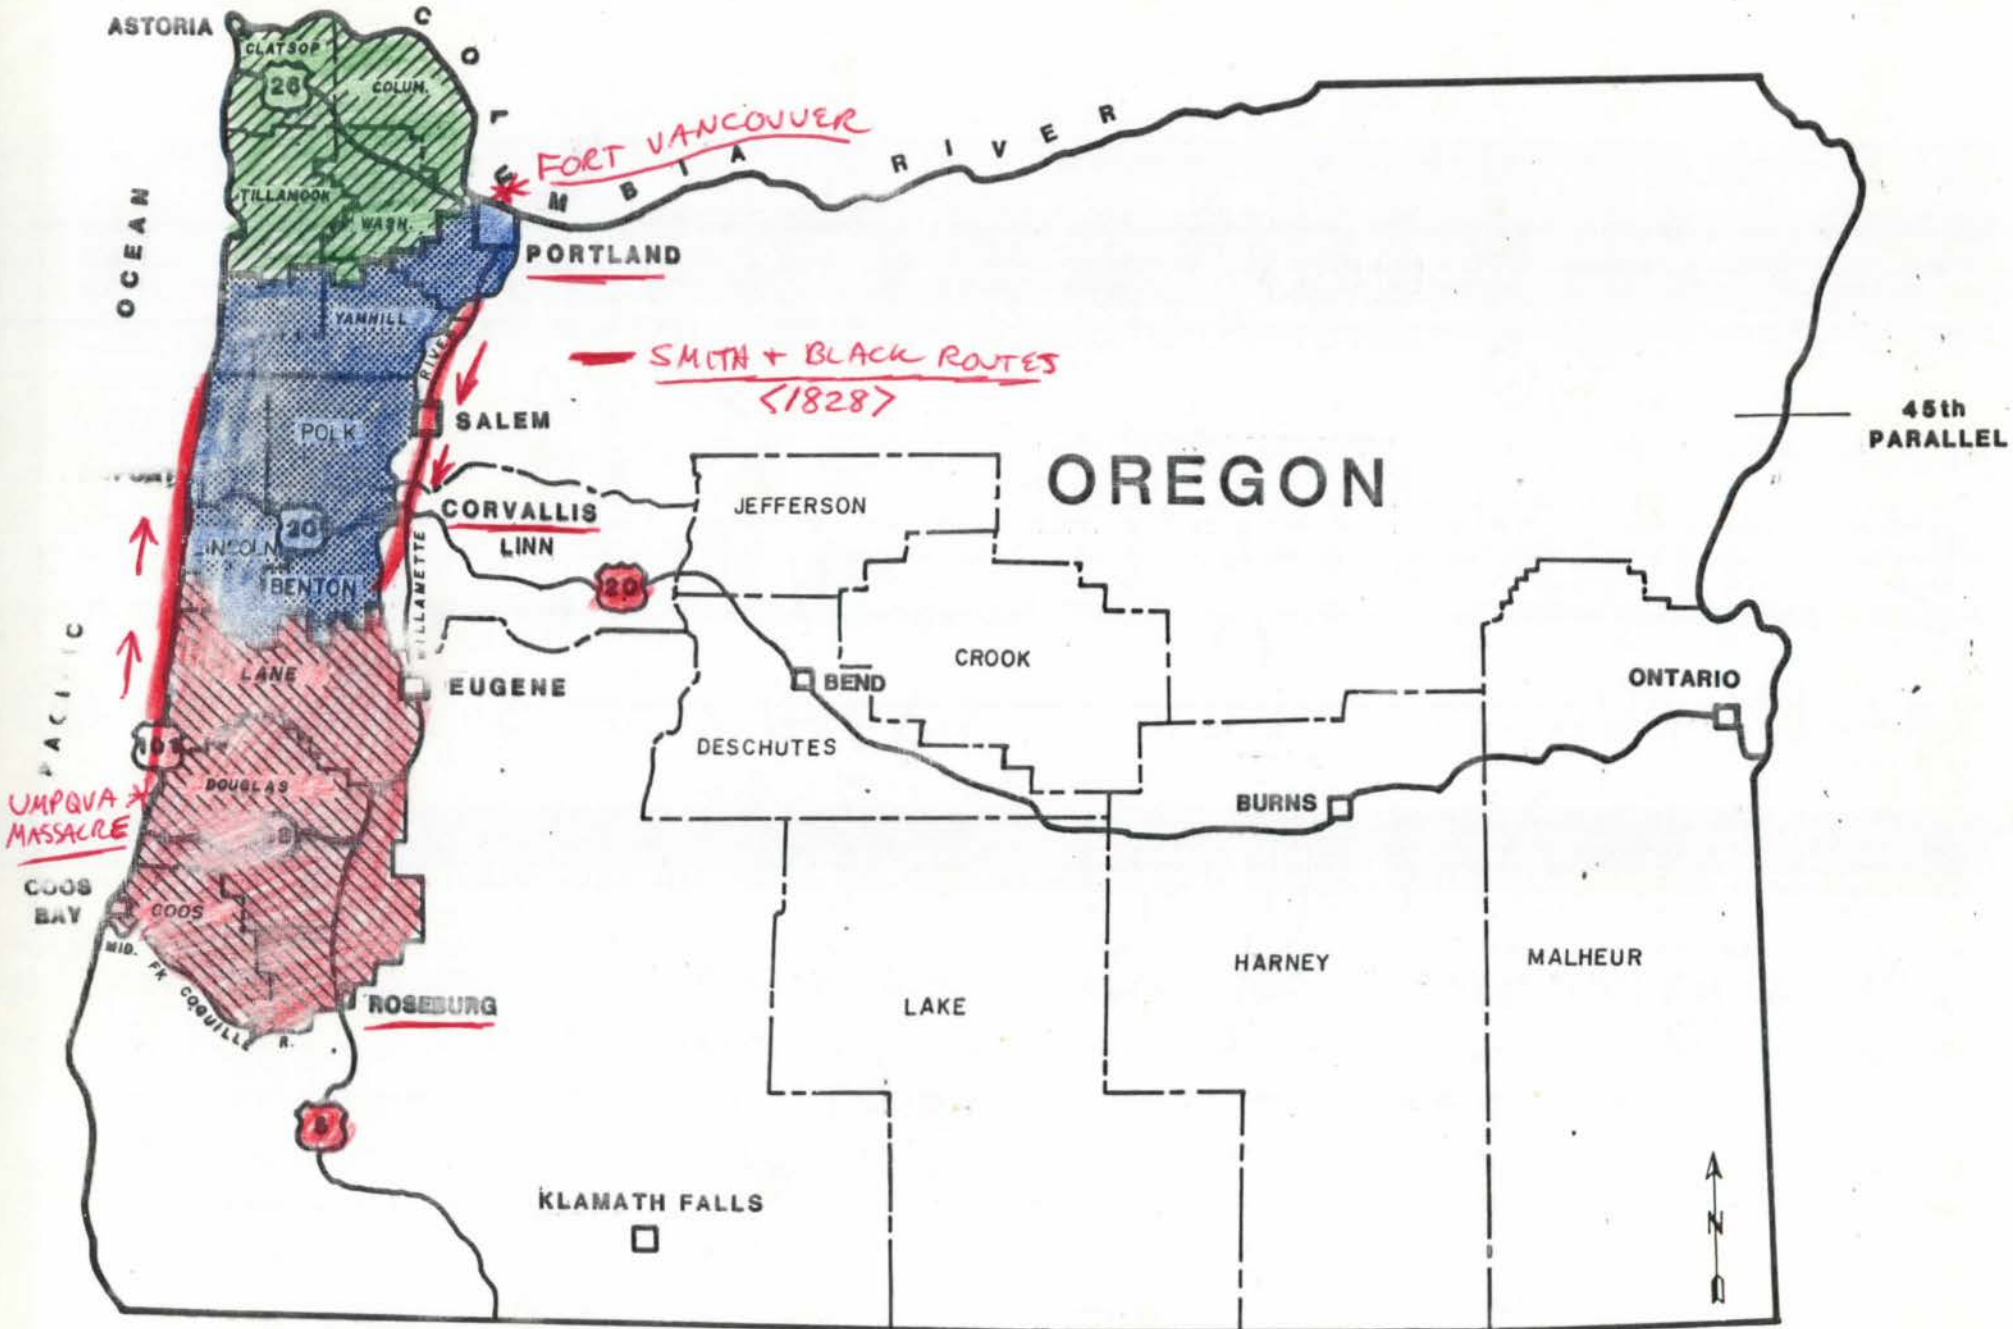 ASTORIA
CLATSOP
26
COLUM.
COLUMBIA RIVER
FORT VANCOUVER
TILLAMOOK
WASH.
OCEAN
PORTLAND
YAMHILL
RIVER
SMITH + BLACK ROUTES
<1828>
SALEM
POLK
45th
PARALLEL
OREGON
JEFFERSON
CORVALLIS
LINN
20
20
BENTON
LANE
EUGENE
CROOK
BEND
ONTARIO
DESCHUTES
101
DOUGLAS
UMPQUA
MASSACRE
BURNS
COOS
BAY
COOS
MID. FK COQUILLE R.
ROSEBURG
HARNEY
MALHEUR
LAKE
5
KLAMATH FALLS
N